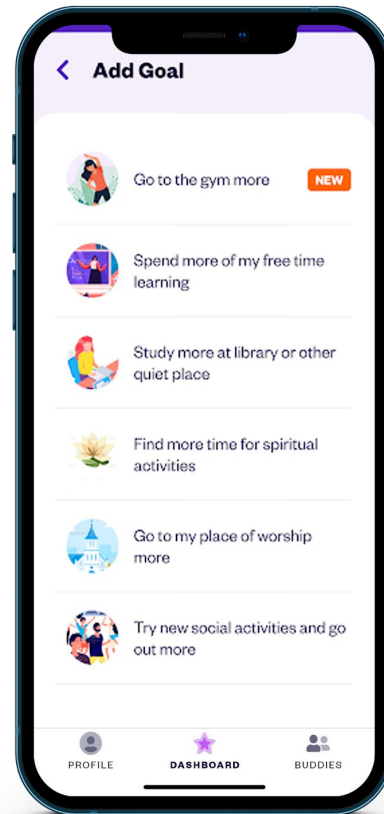 Add Goal
Go to the gym more
NEW
Spend more of my free time
learning
Study more at library or other
quiet place
Find more time for spiritual
activities
Go to my place of worship
more
Try new social activities and go
out more
PROFILE
DASHBOARD
BUDDIES